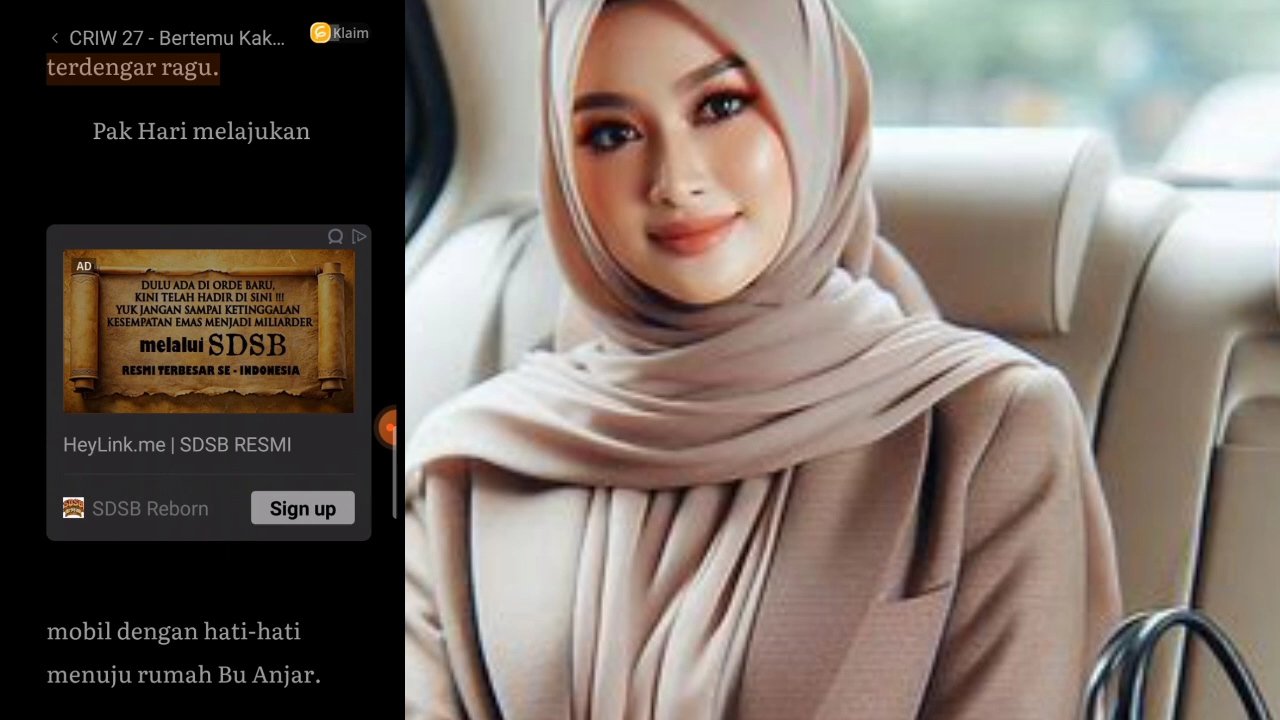 CRIW 27 - Bertemu Kak...
Klaim
terdengar ragu.
Pak Hari melajukan
AD
DULU ADA DI ORDE BARU,
KINI TELAH HADIR DI SINI !!!
YUK JANGAN SAMPAI KETINGGALAN
KESEMPATAN EMAS MENJADI MILIARDER
melalui SDSB
RESMI TERBESAR SE - INDONESIA
HeyLink.me | SDSB RESMI
SDSB Reborn
Sign up
mobil dengan hati-hati
menuju rumah Bu Anjar.